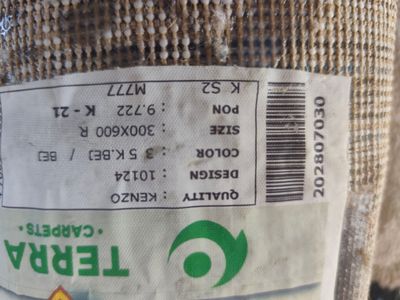 TERRA
• CARPETS •
QUALITY : KENZO
DESIGN : 10124
COLOR : 3 5 K.BEJ / BEJ
SIZE : 300X600 R
PON : 9.722 K - 21
M777 K S2
202807030